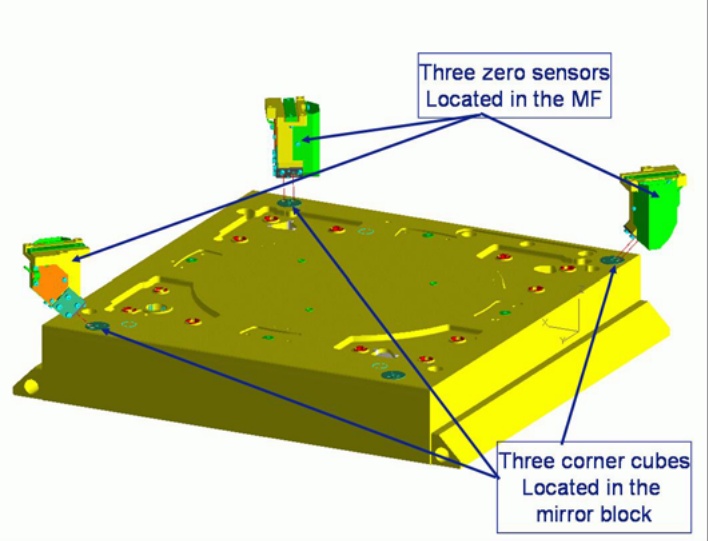 Three zero sensors
Located in the MF
Three corner cubes
Located in the
mirror block